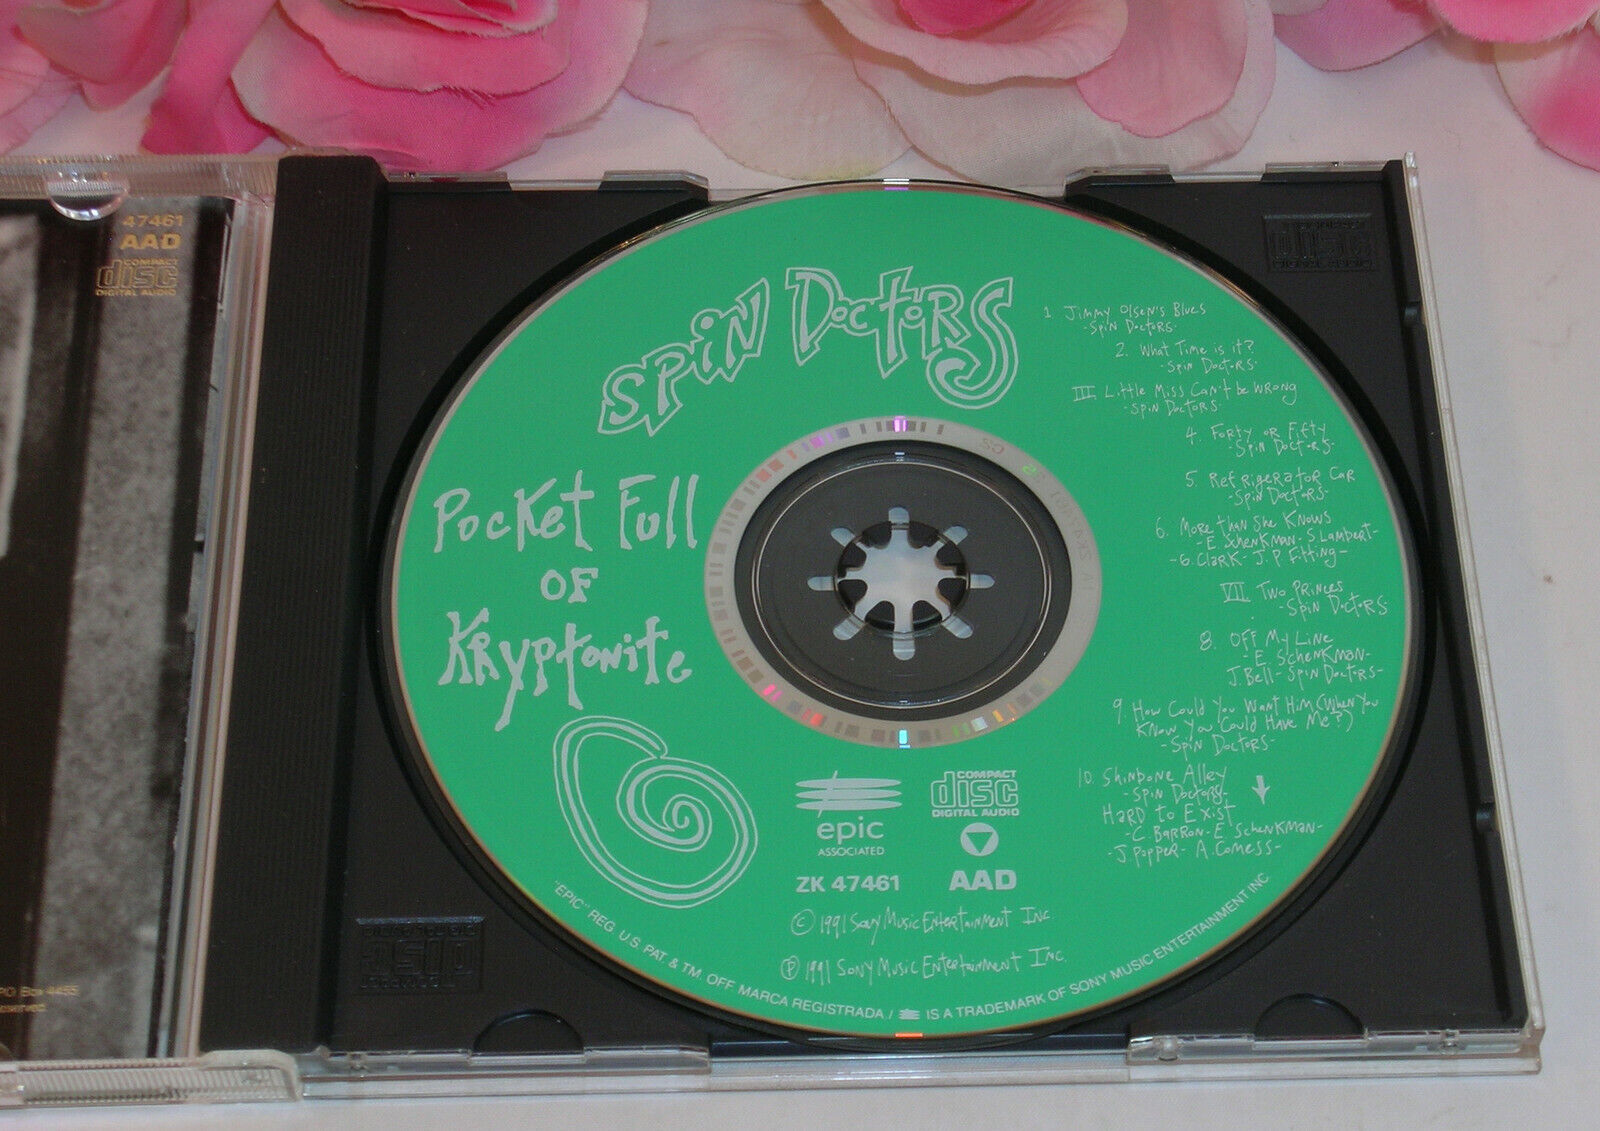 47461
AAD
COMPACT
disc
DIGITAL AUDIO
PO Box 4455
SPiN DOCTORS
POCKET FULL
OF
KRYPTONITE
1 Jimmy Olsen's Blues
-Spin Doctors-
2. What Time is it?
-Spin Doctors-
III. Little Miss Can't be Wrong
-Spin Doctors-
4. Forty or Fifty
-Spin Doctors-
5. Refrigerator Car
-Spin Doctors-
6. More than She Knows
-E. Schenkman- S. Lambert-
-G. Clark- J.P. Fitting-
VII. Two Princes
-Spin Doctors
8. Off My Line
E. Schenkman-
J. Bell- Spin Doctors-
9. How Could You Want Him (When You
Know You Could Have Me?)
-Spin Doctors-
10. Shinbone Alley
-Spin Doctors-
Hard to Exist
-C. Barron- E. Schenkman-
-J. Popper- A. Comess-
epic
ASSOCIATED
COMPACT
disc
DIGITAL AUDIO
ZK 47461
AAD
© 1991 Sony Music Entertainment Inc.
℗ 1991 Sony Music Entertainment Inc.
"EPIC" REG. U.S. PAT. & TM. OFF. MARCA REGISTRADA./ IS A TRADEMARK OF SONY MUSIC ENTERTAINMENT INC.